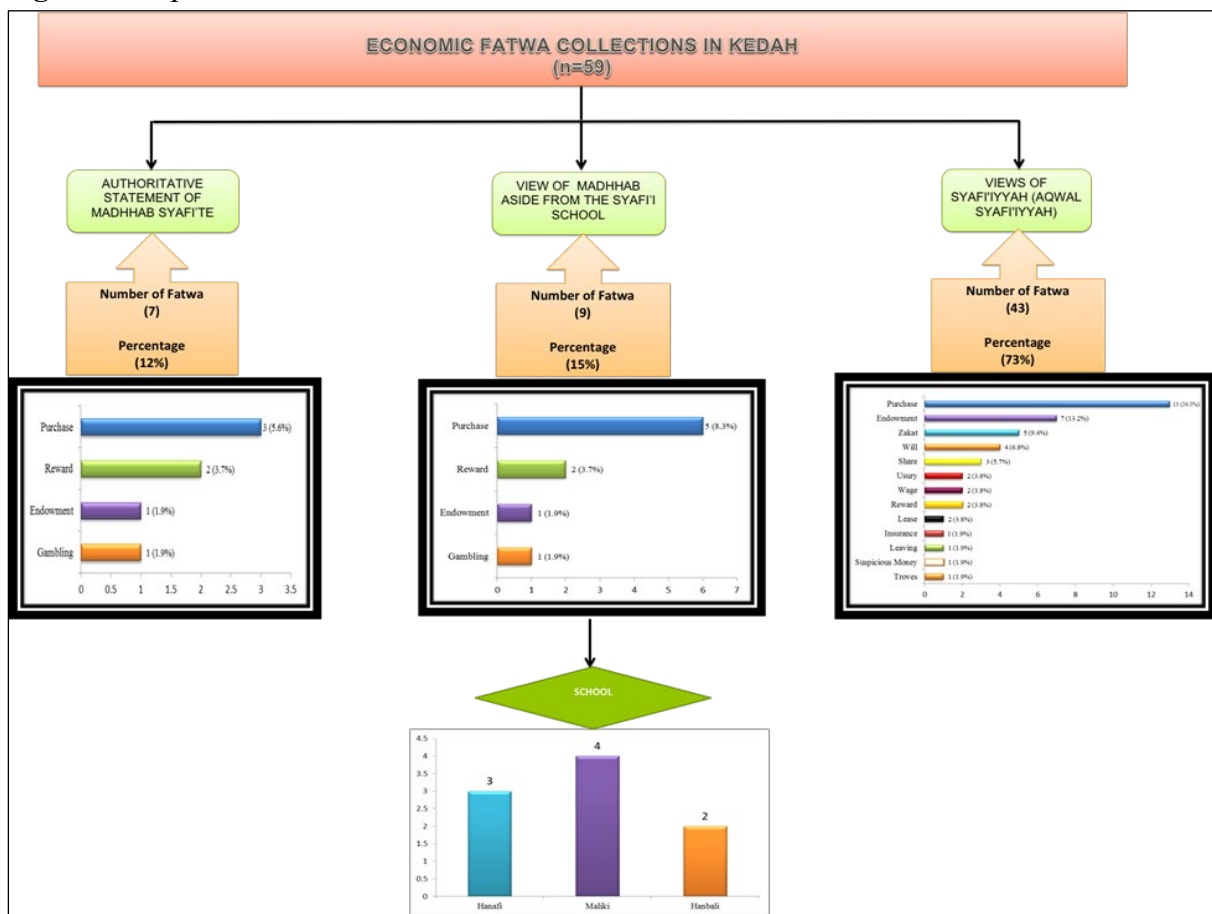 ECONOMIC FATWA COLLECTIONS IN KEDAH
(n=59)
AUTHORITATIVE
STATEMENT OF
MADHHAB SYAFI'TE
VIEW OF MADHHAB
ASIDE FROM THE SYAFI'I
SCHOOL
VIEWS OF
SYAFI'IYYAH (AQWAL
SYAFI'IYYAH)
Number of Fatwa
(7)
Percentage
(12%)
Number of Fatwa
(9)
Percentage
(15%)
Number of Fatwa
(43)
Percentage
(73%)
Purchase 3 (5.6%)
Reward 2 (3.7%)
Endowment 1 (1.9%)
Gambling 1 (1.9%)
0 0.5 1 1.5 2 2.5 3 3.5
Purchase 5 (8.3%)
Reward 2 (3.7%)
Endowment 1 (1.9%)
Gambling 1 (1.9%)
0 1 2 3 4 5 6 7
Purchase
Endowment 7 (13.2%)
Zakat 5 (9.4%)
Will 4 (6.8%)
Share 3 (5.7%)
Usury 2 (3.8%)
Wage 2 (3.8%)
Reward 2 (3.8%)
Lease 2 (3.8%)
Insurance 1 (1.9%)
Leaving 1 (1.9%)
Suspicious Money 1 (1.9%)
Troves 1 (1.9%)
0 2 4 6 8 10 12 14
SCHOOL
4.5
4
3.5
3
2.5
2
1.5
1
0.5
0
3
4
2
Hanafi Maliki Hanbali